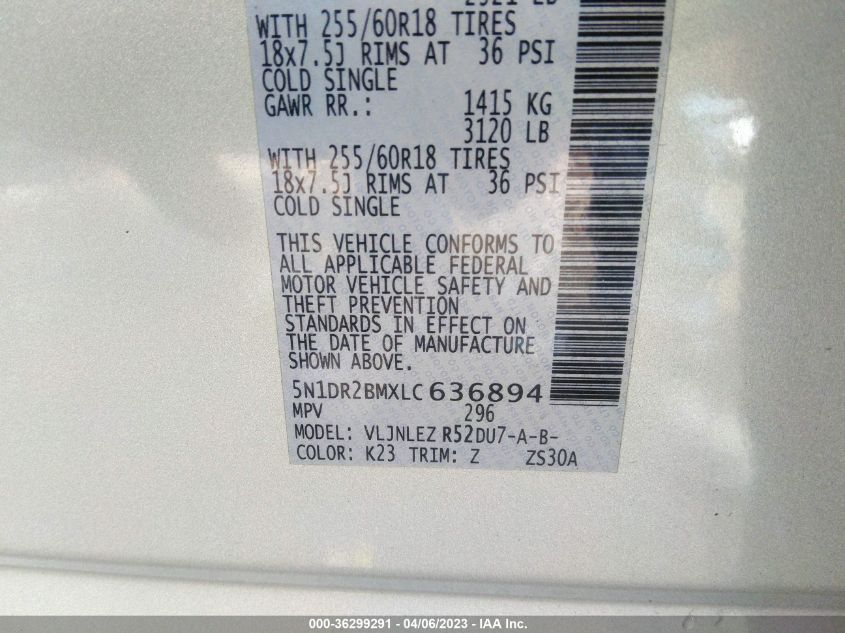 WITH 255/60R18 TIRES
18x7.5J RIMS AT 36 PSI
COLD SINGLE
GAWR RR.: 1415 KG
3120 LB
WITH 255/60R18 TIRES
18x7.5J RIMS AT 36 PSI
COLD SINGLE
THIS VEHICLE CONFORMS TO
ALL APPLICABLE FEDERAL
MOTOR VEHICLE SAFETY AND
THEFT PREVENTION
STANDARDS IN EFFECT ON
THE DATE OF MANUFACTURE
SHOWN ABOVE.
5N1DR2BMXLC636894
MPV 296
MODEL: VLJNLEZ R52DU7-A-B-
COLOR: K23 TRIM: Z ZS30A
000-36299291 - 04/06/2023 - IAA Inc.